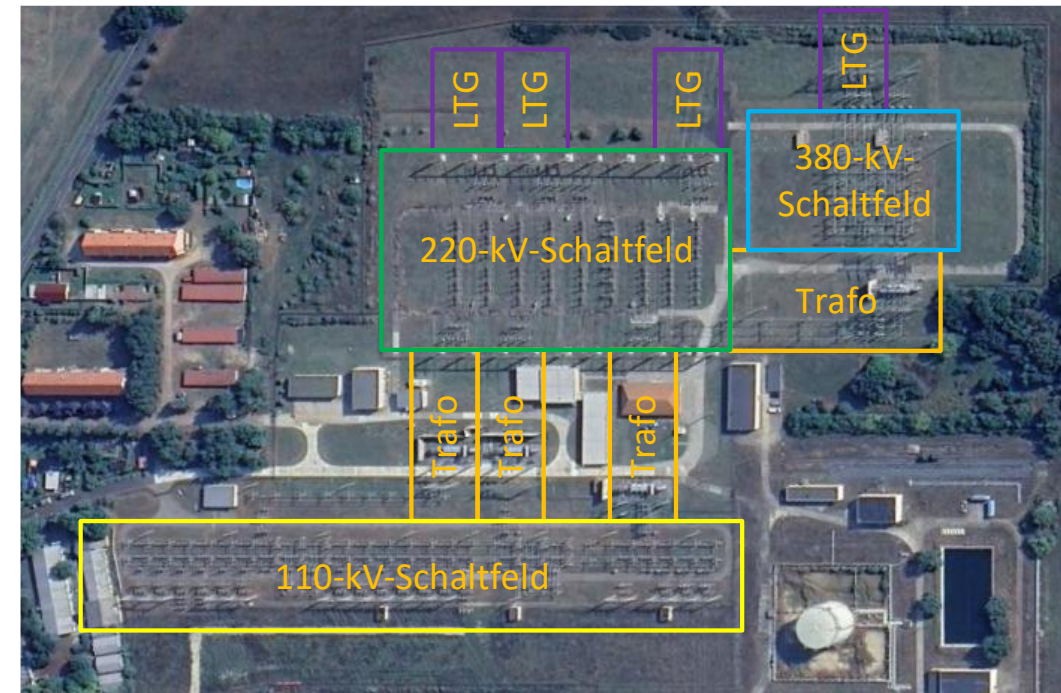 LTG
LTG
LTG
LTG
380-kV-
Schaltfeld
220-kV-Schaltfeld
Trafo
Trafo
Trafo
Trafo
110-kV-Schaltfeld